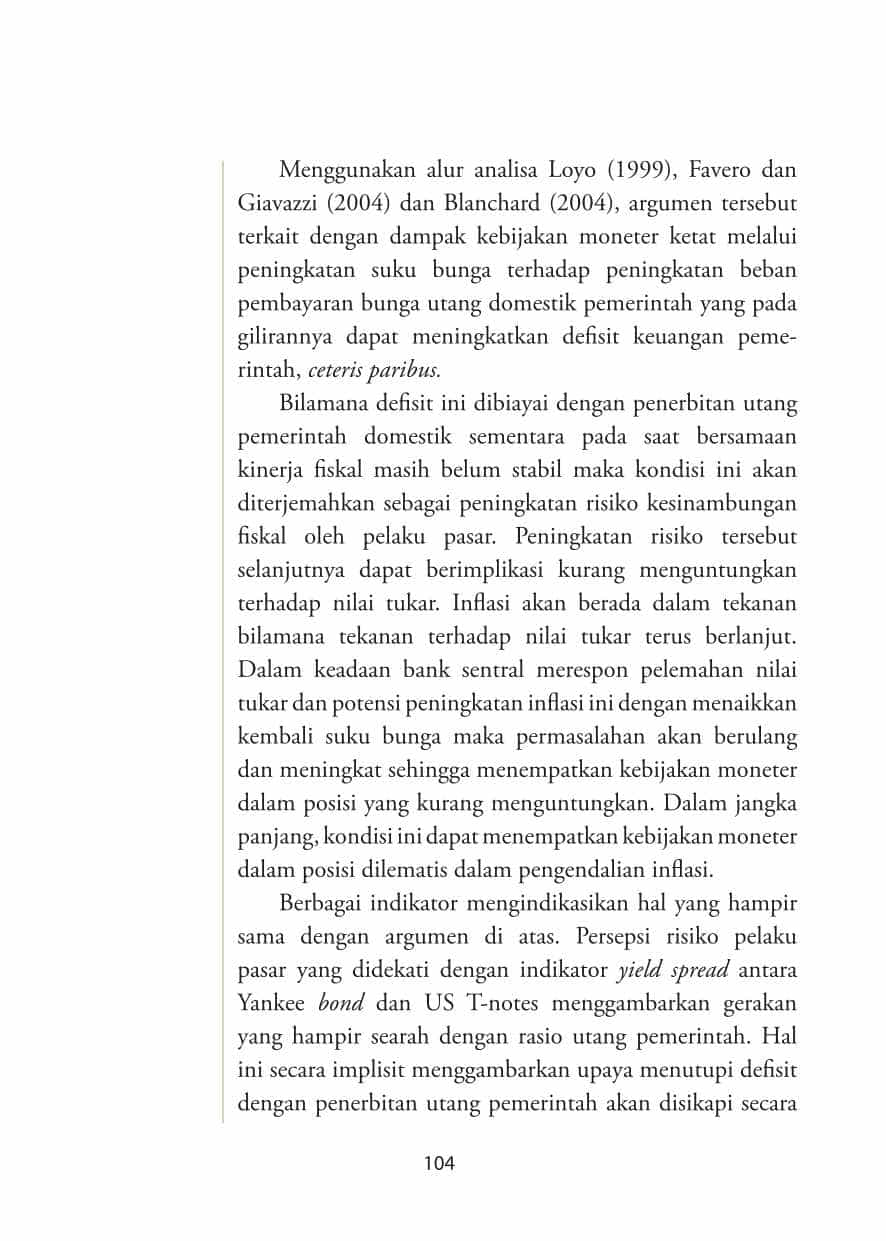 Menggunakan alur analisa Loyo (1999), Favero dan
Giavazzi (2004) dan Blanchard (2004), argumen tersebut
terkait dengan dampak kebijakan moneter ketat melalui
peningkatan suku bunga terhadap peningkatan beban
pembayaran bunga utang domestik pemerintah yang pada
gilirannya dapat meningkatkan defisit keuangan peme-
rintah, ceteris paribus.
Bilamana defisit ini dibiayai dengan penerbitan utang
pemerintah domestik sementara pada saat bersamaan
kinerja fiskal masih belum stabil maka kondisi ini akan
diterjemahkan sebagai peningkatan risiko kesinambungan
fiskal oleh pelaku pasar. Peningkatan risiko tersebut
selanjutnya dapat berimplikasi kurang menguntungkan
terhadap nilai tukar. Inflasi akan berada dalam tekanan
bilamana tekanan terhadap nilai tukar terus berlanjut.
Dalam keadaan bank sentral merespon pelemahan nilai
tukar dan potensi peningkatan inflasi ini dengan menaikkan
kembali suku bunga maka permasalahan akan berulang
dan meningkat sehingga menempatkan kebijakan moneter
dalam posisi yang kurang menguntungkan. Dalam jangka
panjang, kondisi ini dapat menempatkan kebijakan moneter
dalam posisi dilematis dalam pengendalian inflasi.
Berbagai indikator mengindikasikan hal yang hampir
sama dengan argumen di atas. Persepsi risiko pelaku
pasar yang didekati dengan indikator yield spread antara
Yankee bond dan US T-notes menggambarkan gerakan
yang hampir searah dengan rasio utang pemerintah. Hal
ini secara implisit menggambarkan upaya menutupi defisit
dengan penerbitan utang pemerintah akan disikapi secara
104